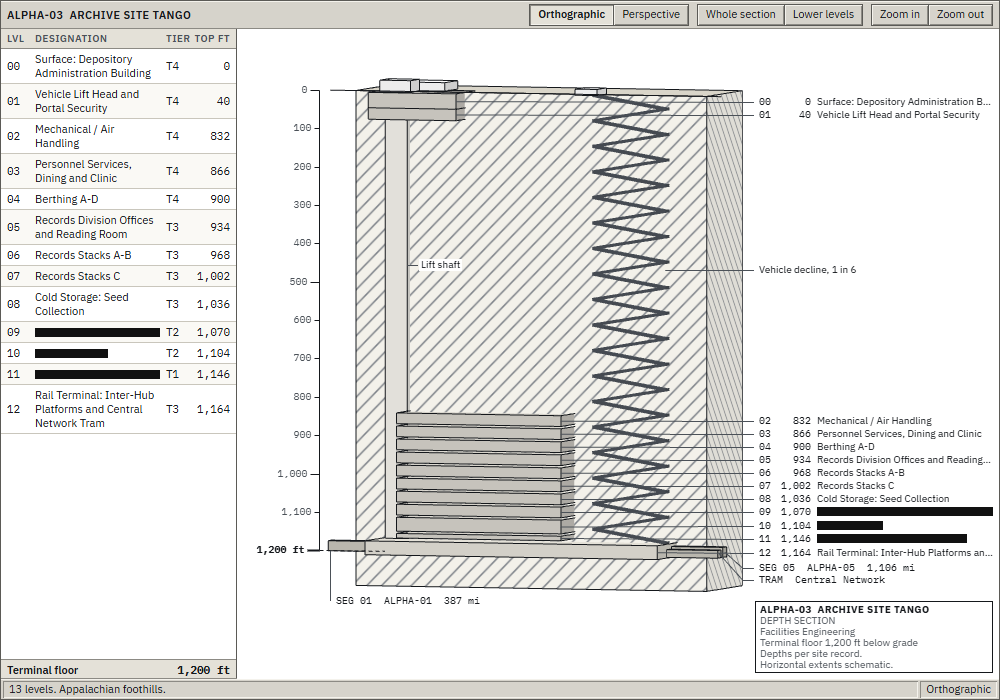 ALPHA-03 ARCHIVE SITE TANGO
Orthographic Perspective Whole section Lower levels Zoom in Zoom out
LVL DESIGNATION TIER TOP FT
00 Surface: Depository Administration Building T4 0
01 Vehicle Lift Head and Portal Security T4 40
02 Mechanical / Air Handling T4 832
03 Personnel Services, Dining and Clinic T4 866
04 Berthing A-D T4 900
05 Records Division Offices and Reading Room T3 934
06 Records Stacks A-B T3 968
07 Records Stacks C T3 1,002
08 Cold Storage: Seed Collection T3 1,036
09 T2 1,070
10 T2 1,104
11 T1 1,146
12 Rail Terminal: Inter-Hub Platforms and Central Network Tram T3 1,164
Terminal floor 1,200 ft
0
100
200
300
400
500
600
700
800
900
1,000
1,100
1,200 ft
Lift shaft
00 0 Surface: Depository Administration B...
01 40 Vehicle Lift Head and Portal Security
Vehicle decline, 1 in 6
02 832 Mechanical / Air Handling
03 866 Personnel Services, Dining and Clinic
04 900 Berthing A-D
05 934 Records Division Offices and Reading...
06 968 Records Stacks A-B
07 1,002 Records Stacks C
08 1,036 Cold Storage: Seed Collection
09 1,070
10 1,104
11 1,146
12 1,164 Rail Terminal: Inter-Hub Platforms an...
SEG 05 ALPHA-05 1,106 mi
TRAM Central Network
SEG 01 ALPHA-01 387 mi
ALPHA-03 ARCHIVE SITE TANGO
DEPTH SECTION
Facilities Engineering
Terminal floor 1,200 ft below grade
Depths per site record.
Horizontal extents schematic.
13 levels. Appalachian foothills.
Orthographic